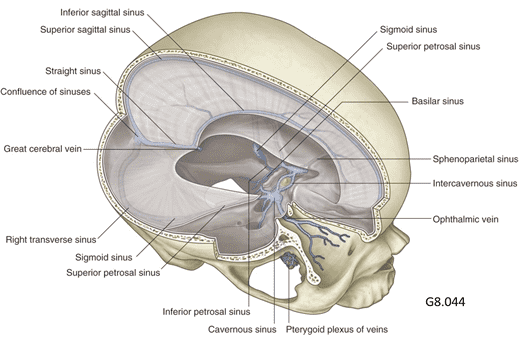 Inferior sagittal sinus
Superior sagittal sinus
Straight sinus
Confluence of sinuses
Great cerebral vein
Right transverse sinus
Sigmoid sinus
Superior petrosal sinus
Inferior petrosal sinus
Cavernous sinus
Pterygoid plexus of veins
Sigmoid sinus
Superior petrosal sinus
Basilar sinus
Sphenoparietal sinus
Intercavernous sinus
Ophthalmic vein
G8.044